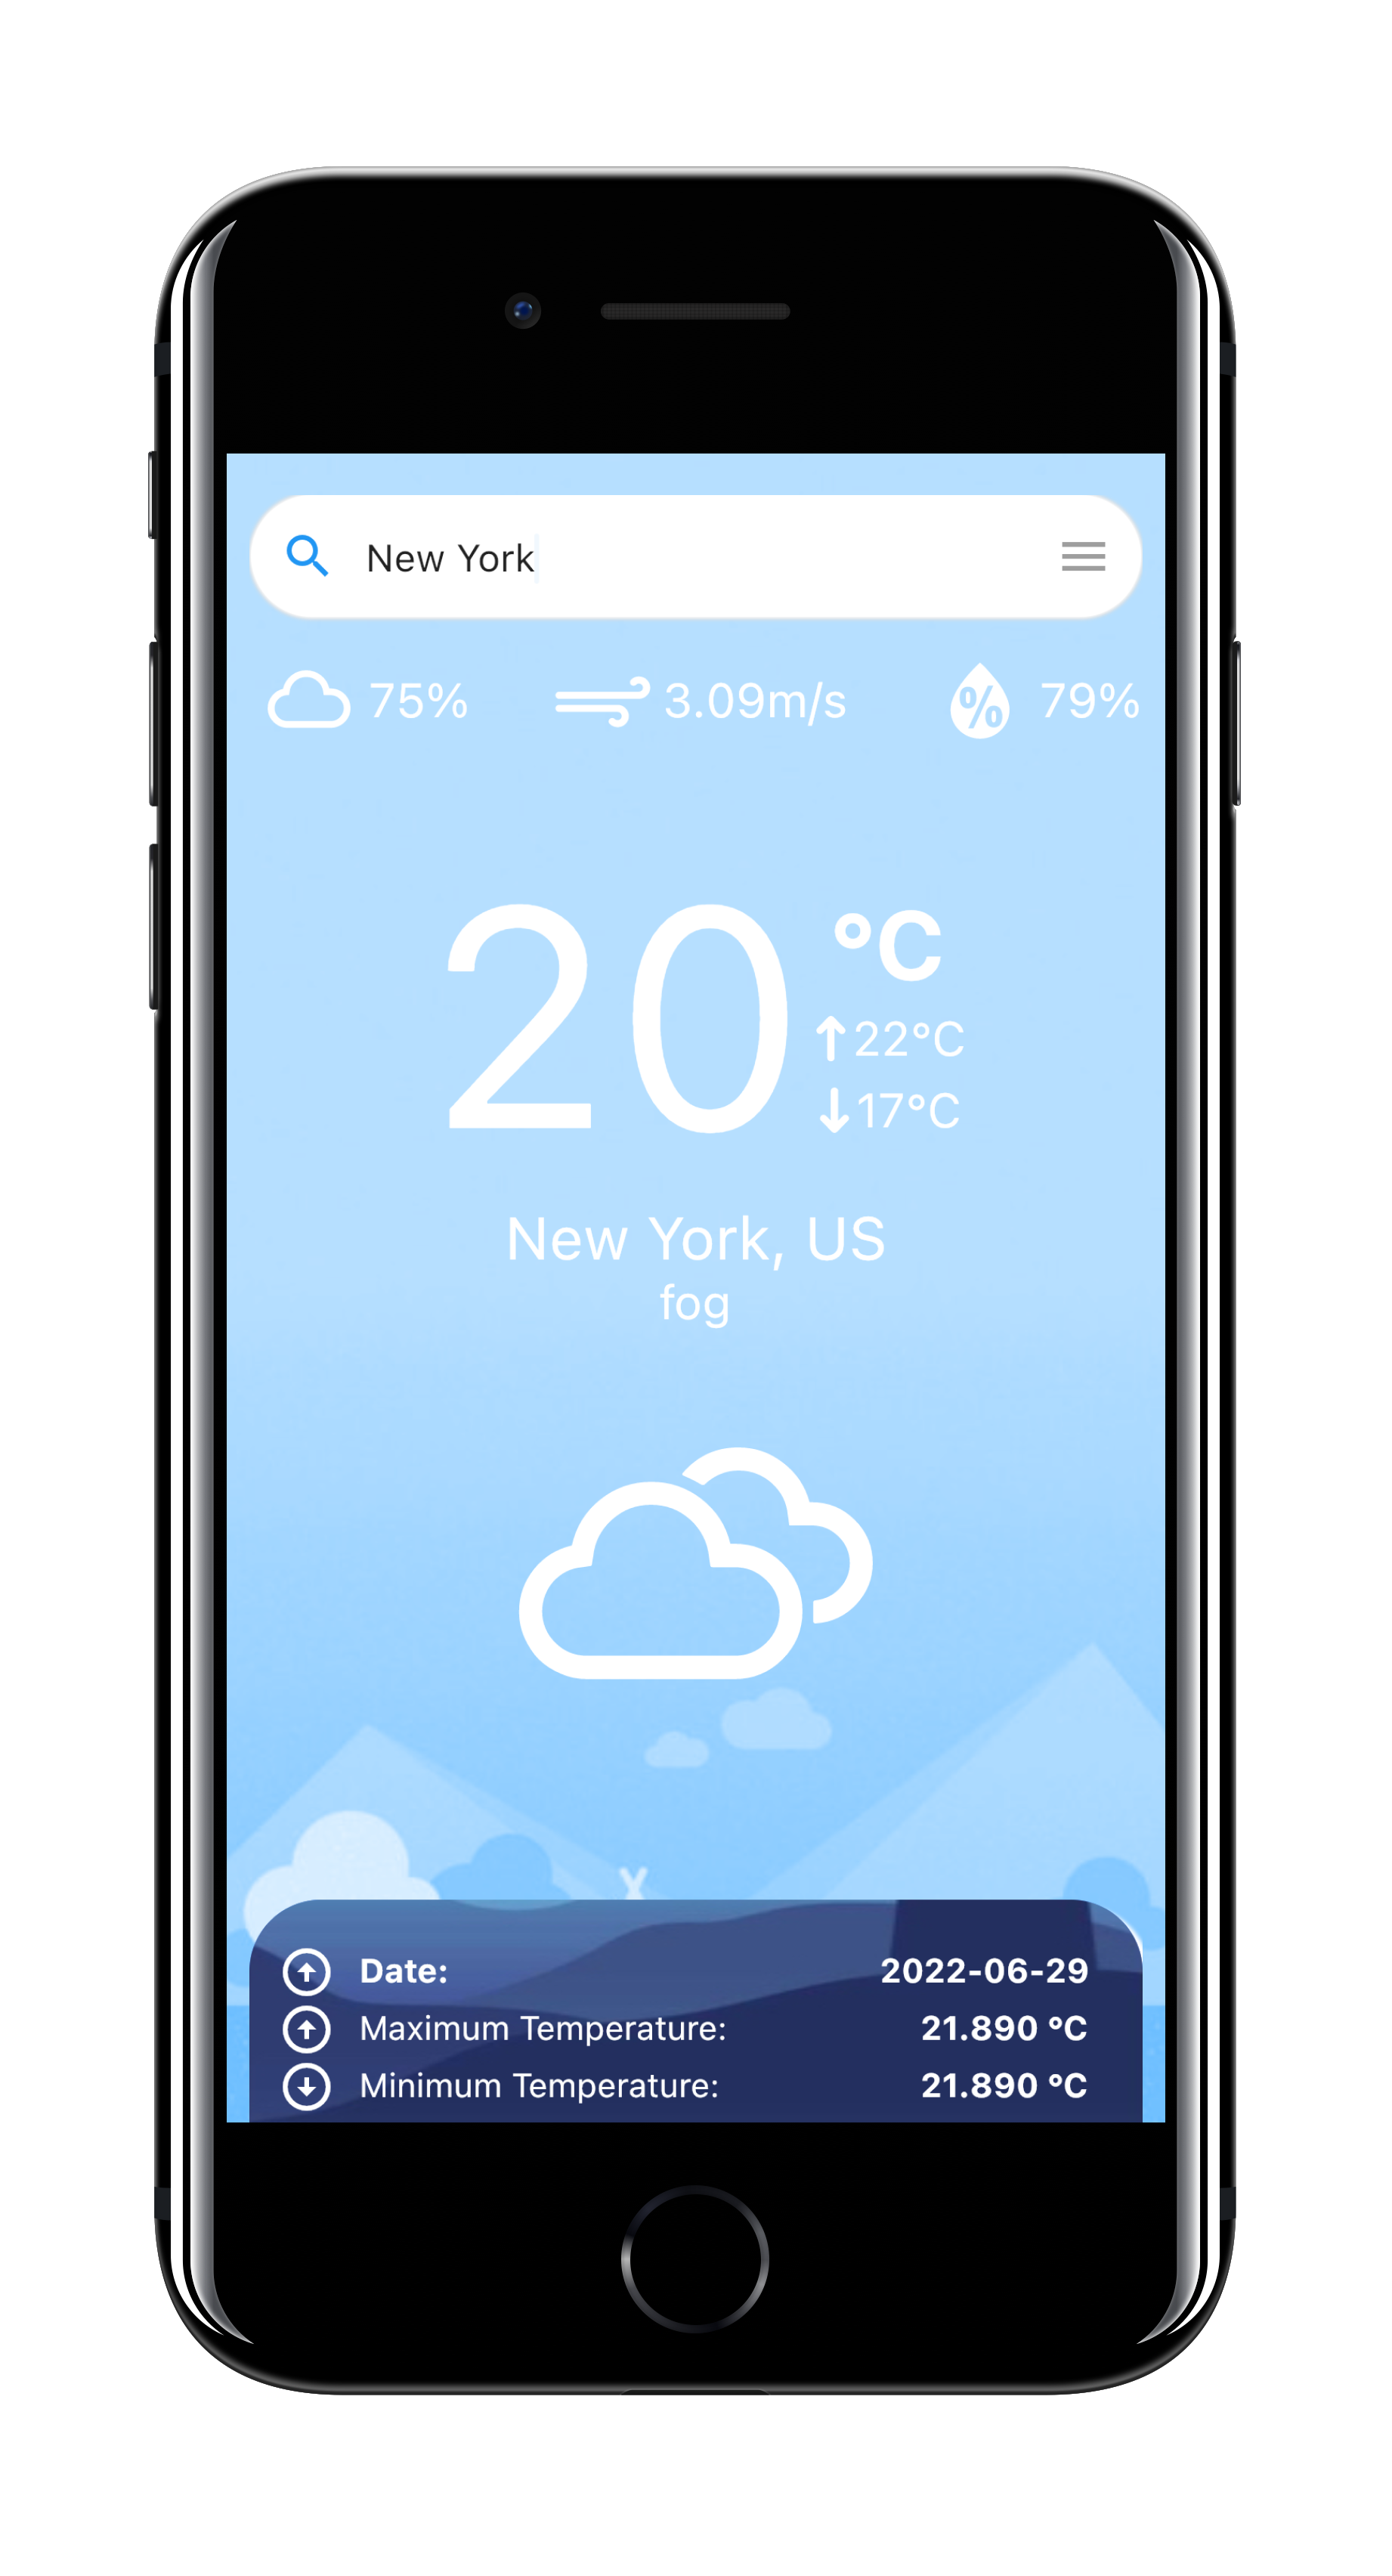 New York
75% 3.09m/s % 79%
20 °C
22°C
17°C
New York, US
fog
Date: 2022-06-29
Maximum Temperature: 21.890 °C
Minimum Temperature: 21.890 °C